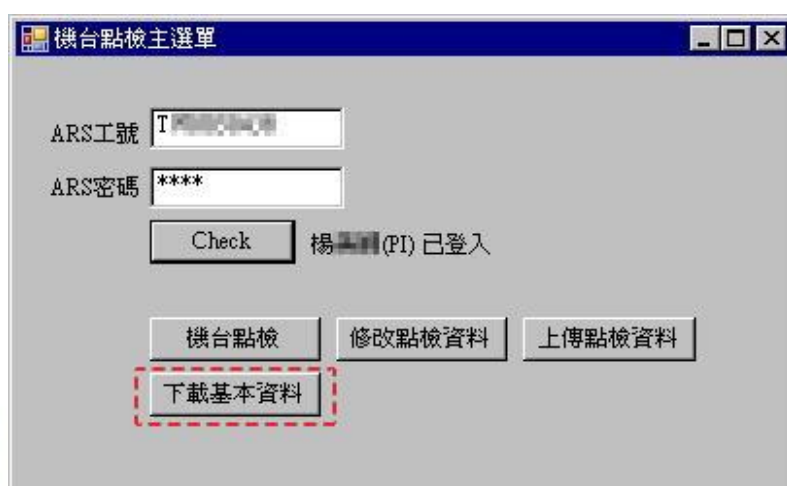 機台點檢主選單
ARS工號 T
ARS密碼 ****
Check 楊 (PI) 已登入
機台點檢 修改點檢資料 上傳點檢資料
下載基本資料